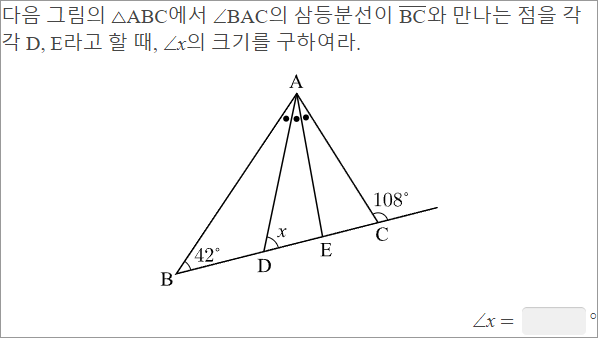 다음 그림의 △ABC에서 ∠BAC의 삼등분선이 $\overline{BC}$와 만나는 점을 각
각 D, E라고 할 때, ∠x의 크기를 구하여라.
A
108°
x
42°
C
E
D
B
∠x = °